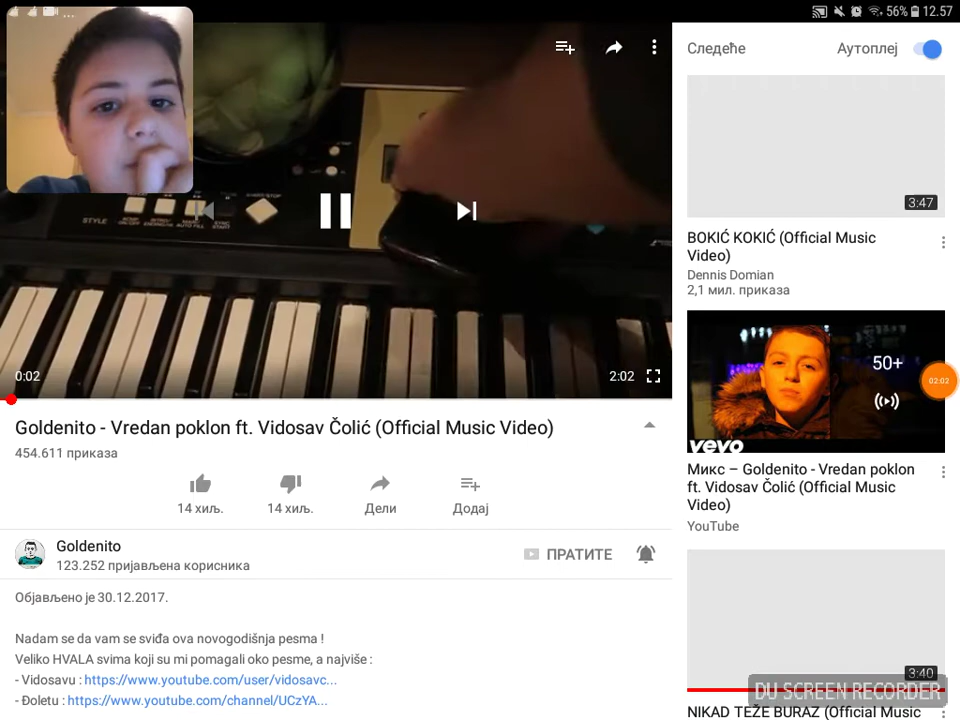 56% 12.57
Следеће Аутоплеј
STYLE
0:02 2:02
3:47
BOKIĆ KOKIĆ (Official Music
Video)
Dennis Domian
2,1 мил. приказа
50+
02:02
vevo
Микс – Goldenito - Vredan poklon
ft. Vidosav Čolić (Official Music
Video)
YouTube
3:40
NIKAD TEŽE BURAZ (Official Music
DU SCREEN RECORDER
Goldenito - Vredan poklon ft. Vidosav Čolić (Official Music Video)
454.611 приказа
14 хиљ. 14 хиљ. Дели Додај
Goldenito
123.252 пријављена корисника
ПРАТИТЕ
Објављено је 30.12.2017.
Nadam se da vam se sviđa ova novogodišnja pesma !
Veliko HVALA svima koji su mi pomagali oko pesme, a najviše :
- Vidosavu : https://www.youtube.com/user/vidosavc...
- Đoletu : https://www.youtube.com/channel/UCzYA...